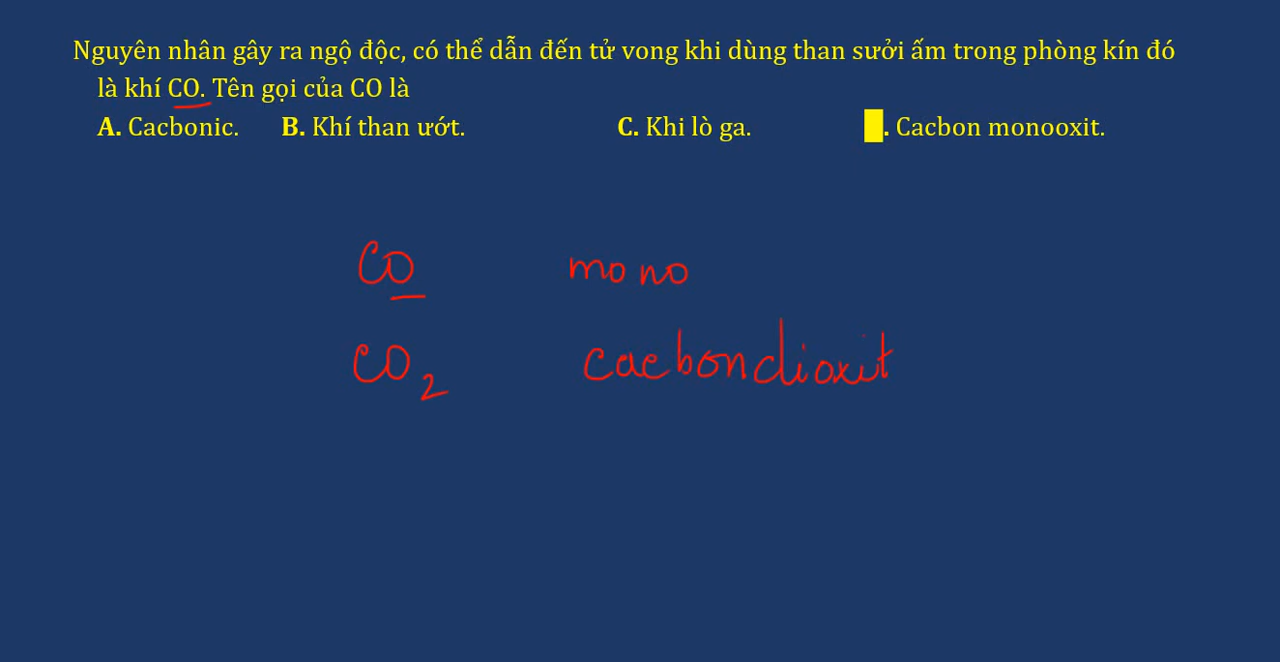 Nguyên nhân gây ra ngộ độc, có thể dẫn đến tử vong khi dùng than sưởi ấm trong phòng kín đó
là khí CO. Tên gọi của CO là
A. Cacbonic. B. Khí than ướt. C. Khi lò ga. . Cacbon monooxit.
CO mono
CO2 cacbondioxit